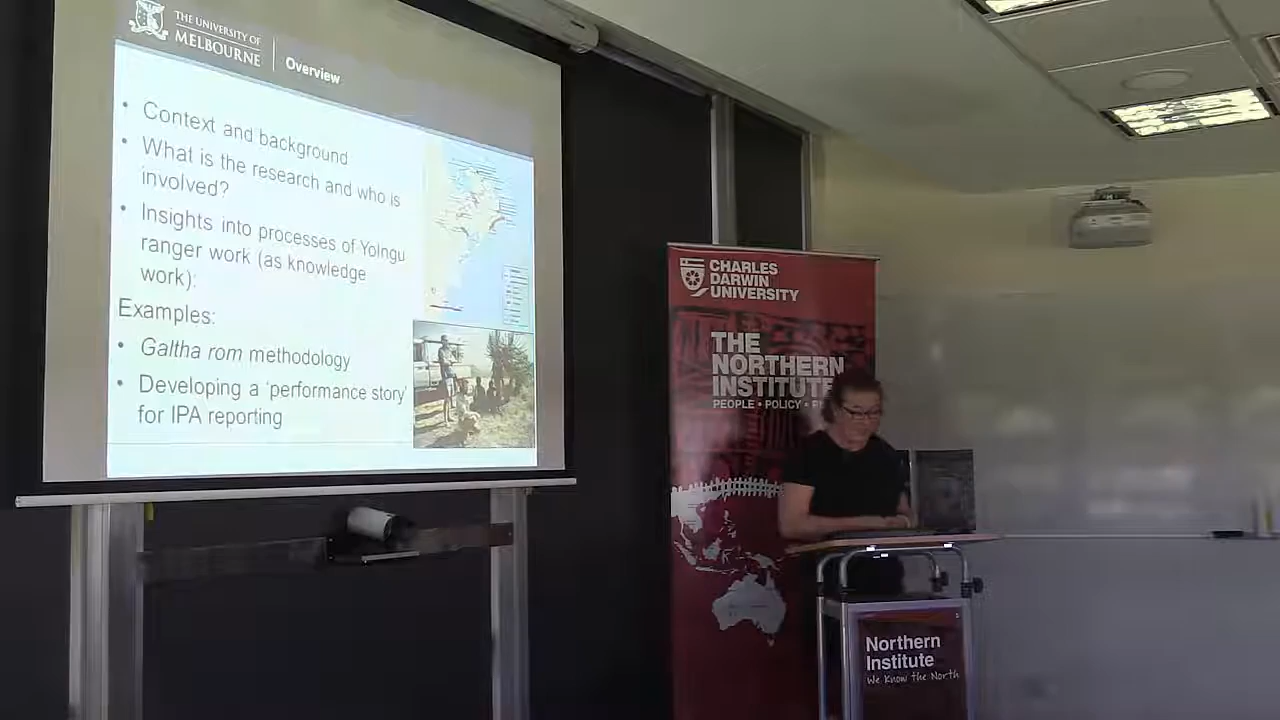 THE UNIVERSITY OF
MELBOURNE
Overview
• Context and background
• What is the research and who is
involved?
• Insights into processes of Yolngu
ranger work (as knowledge
work):
Examples:
• Galtha rom methodology
• Developing a 'performance story'
for IPA reporting
CHARLES
DARWIN
UNIVERSITY
THE
NORTHERN
INSTITUTE
PEOPLE • POLICY • P
Northern
Institute
We Know the North